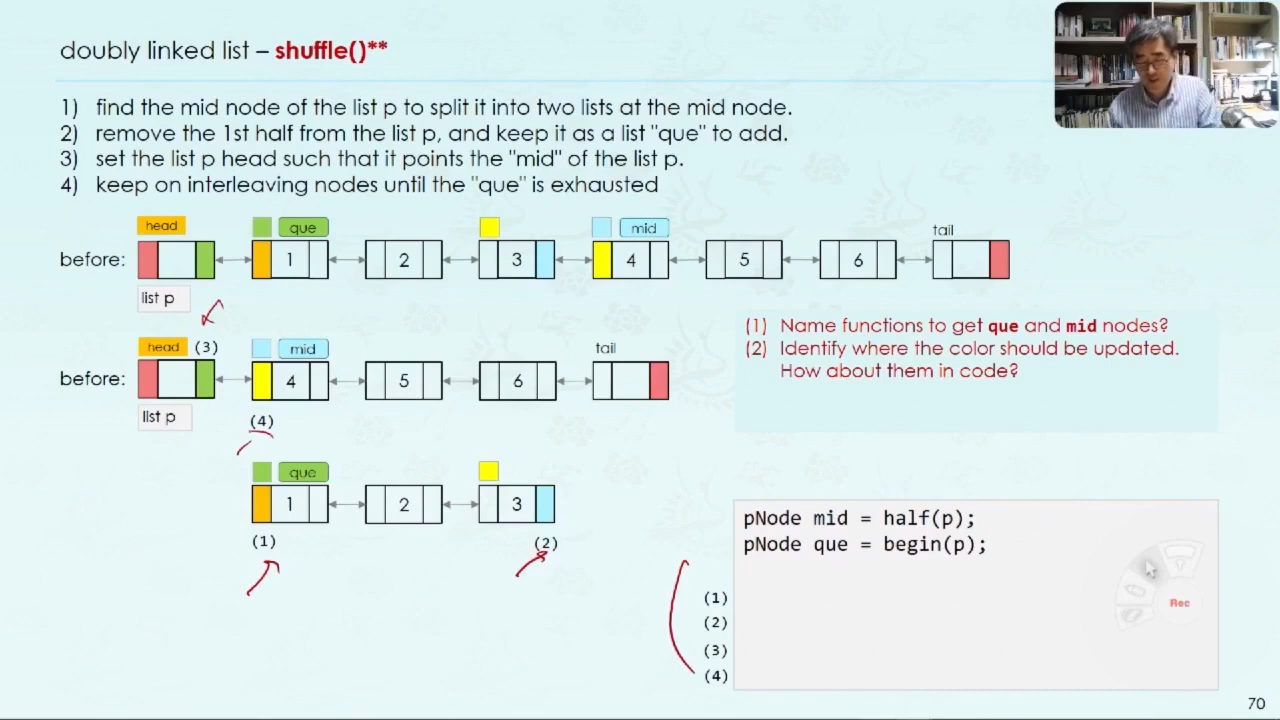 doubly linked list – shuffle()**
1) find the mid node of the list p to split it into two lists at the mid node.
2) remove the 1st half from the list p, and keep it as a list "que" to add.
3) set the list p head such that it points the "mid" of the list p.
4) keep on interleaving nodes until the "que" is exhausted
head que mid tail
before: 1 2 3 4 5 6
list p
head (3) mid tail
before: 4 5 6
list p
(4)
que
1 2 3
(1) (2)
(1) Name functions to get que and mid nodes?
(2) Identify where the color should be updated.
How about them in code?
pNode mid = half(p);
pNode que = begin(p);
(1)
(2)
(3)
(4)
Rec
70